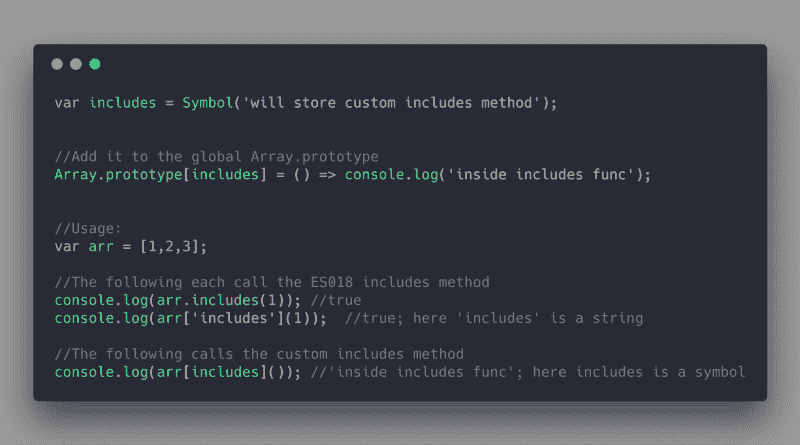 var includes = Symbol('will store custom includes method');
//Add it to the global Array.prototype
Array.prototype[includes] = () => console.log('inside includes func');
//Usage:
var arr = [1,2,3];
//The following each call the ES018 includes method
console.log(arr.includes(1)); //true
console.log(arr['includes'](1));  //true; here 'includes' is a string
//The following calls the custom includes method
console.log(arr[includes]()); //'inside includes func'; here includes is a symbol